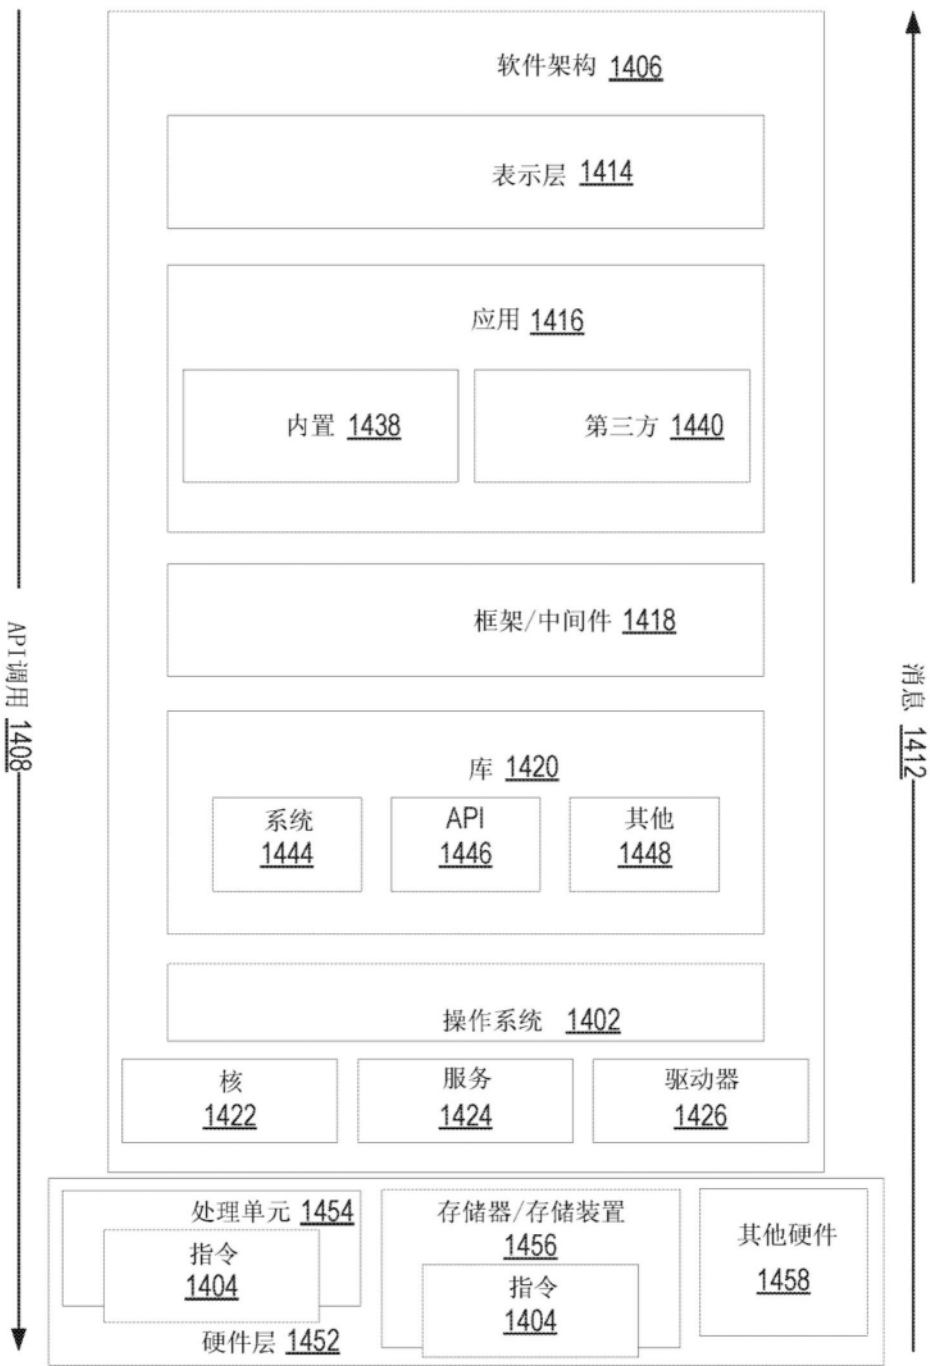 软件架构 1406
表示层 1414
应用 1416
内置 1438
第三方 1440
框架/中间件 1418
API调用 1408
消息 1412
库 1420
系统
1444
API
1446
其他
1448
操作系统 1402
核
1422
服务
1424
驱动器
1426
处理单元 1454
指令
1404
存储器/存储装置
1456
指令
1404
其他硬件
1458
硬件层 1452